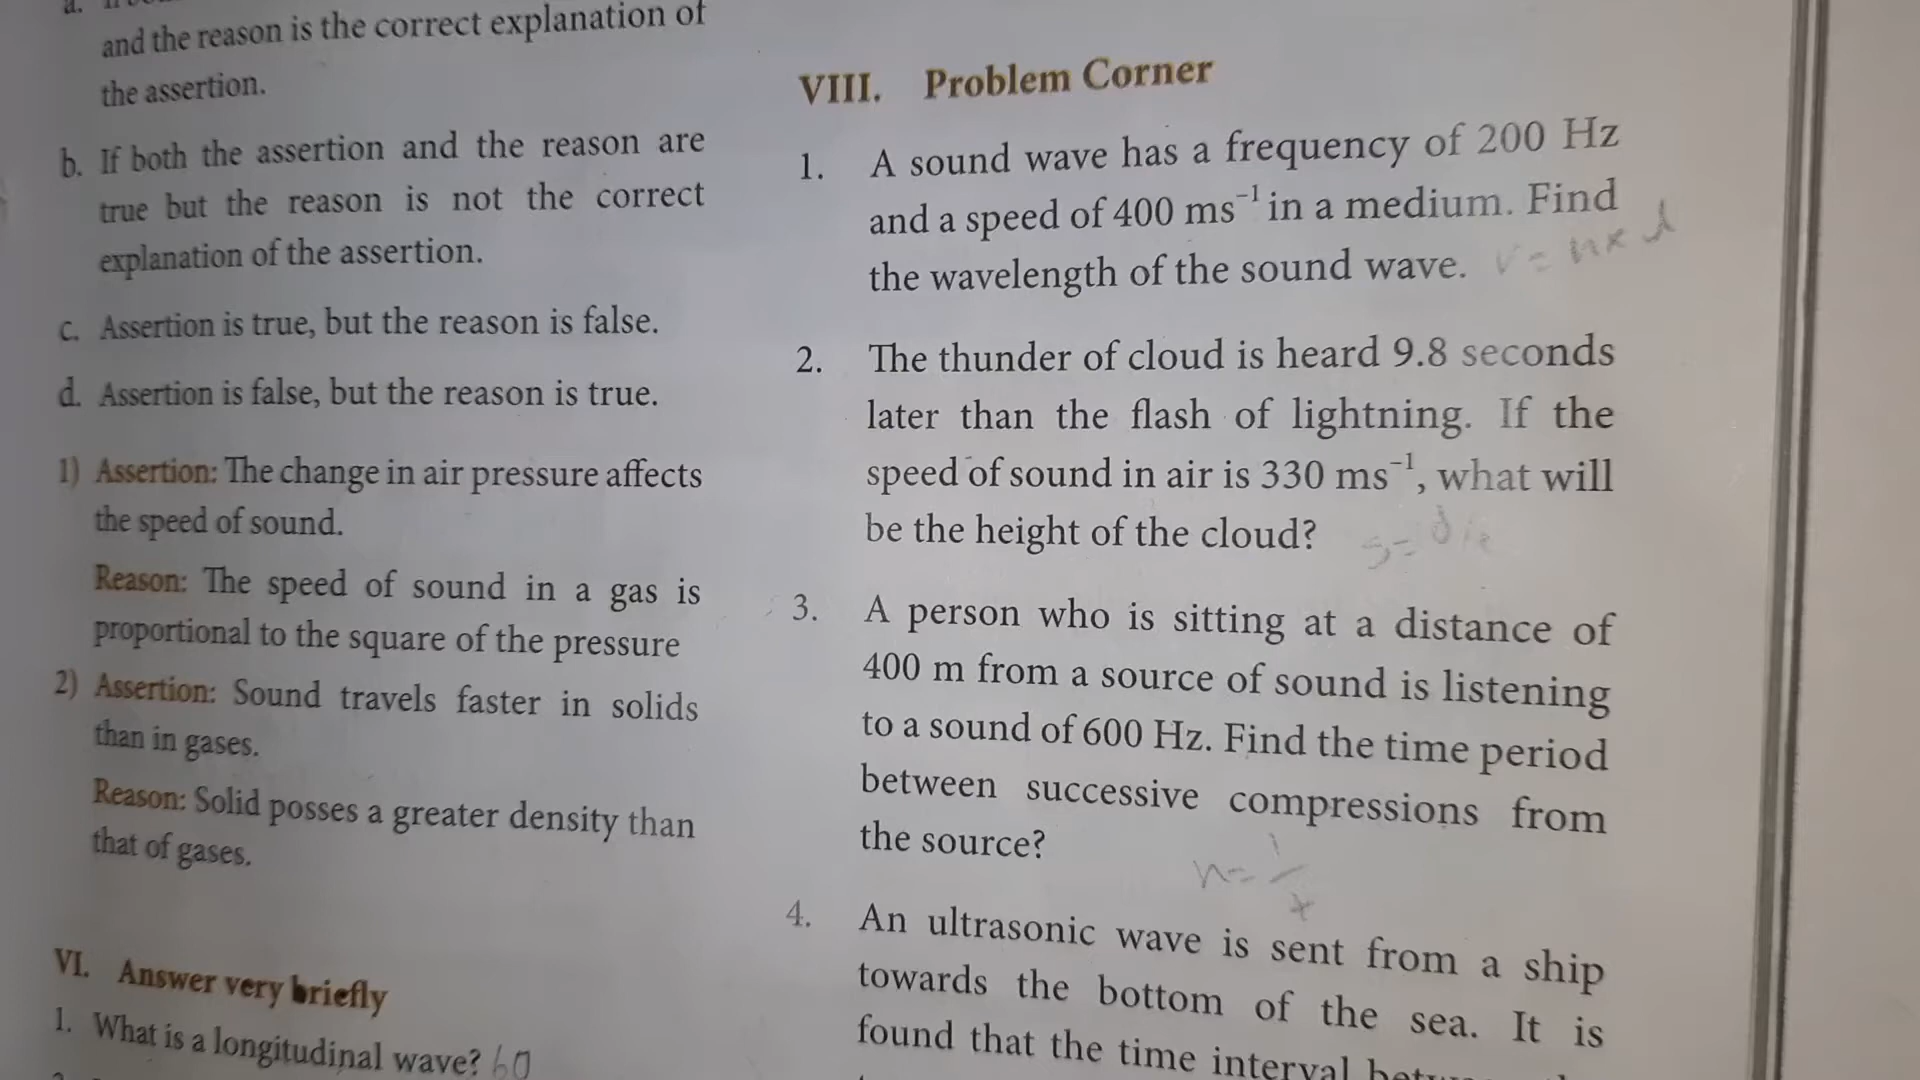 and the reason is the correct explanation of
the assertion.
b. If both the assertion and the reason are
true but the reason is not the correct
explanation of the assertion.
c. Assertion is true, but the reason is false.
d. Assertion is false, but the reason is true.
1) Assertion: The change in air pressure affects
the speed of sound.
Reason: The speed of sound in a gas is
proportional to the square of the pressure
2) Assertion: Sound travels faster in solids
than in gases.
Reason: Solid posses a greater density than
that of gases.
VI. Answer very briefly
1. What is a longitudinal wave? 60
VIII. Problem Corner
1. A sound wave has a frequency of 200 Hz
and a speed of 400 ms⁻¹ in a medium. Find
the wavelength of the sound wave. v = n x λ
2. The thunder of cloud is heard 9.8 seconds
later than the flash of lightning. If the
speed of sound in air is 330 ms⁻¹, what will
be the height of the cloud?
3. A person who is sitting at a distance of
400 m from a source of sound is listening
to a sound of 600 Hz. Find the time period
between successive compressions from
the source?
n = 1/t
4. An ultrasonic wave is sent from a ship
towards the bottom of the sea. It is
found that the time interval